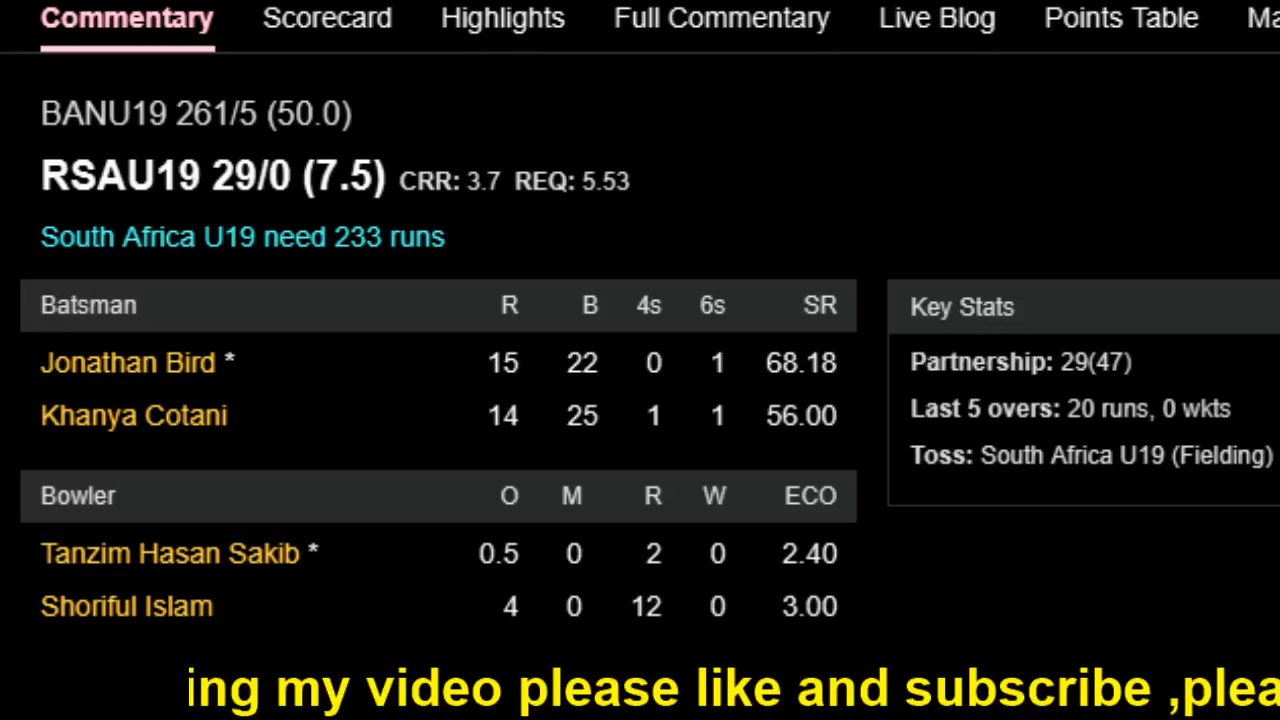 Commentary Scorecard Highlights Full Commentary Live Blog Points Table
BANU19 261/5 (50.0)
RSAU19 29/0 (7.5) CRR: 3.7 REQ: 5.53
South Africa U19 need 233 runs
Batsman R B 4s 6s SR
Jonathan Bird * 15 22 0 1 68.18
Khanya Cotani 14 25 1 1 56.00
Bowler O M R W ECO
Tanzim Hasan Sakib * 0.5 0 2 0 2.40
Shoriful Islam 4 0 12 0 3.00
Key Stats
Partnership: 29(47)
Last 5 overs: 20 runs, 0 wkts
Toss: South Africa U19 (Fielding)
ing my video please like and subscribe ,plea